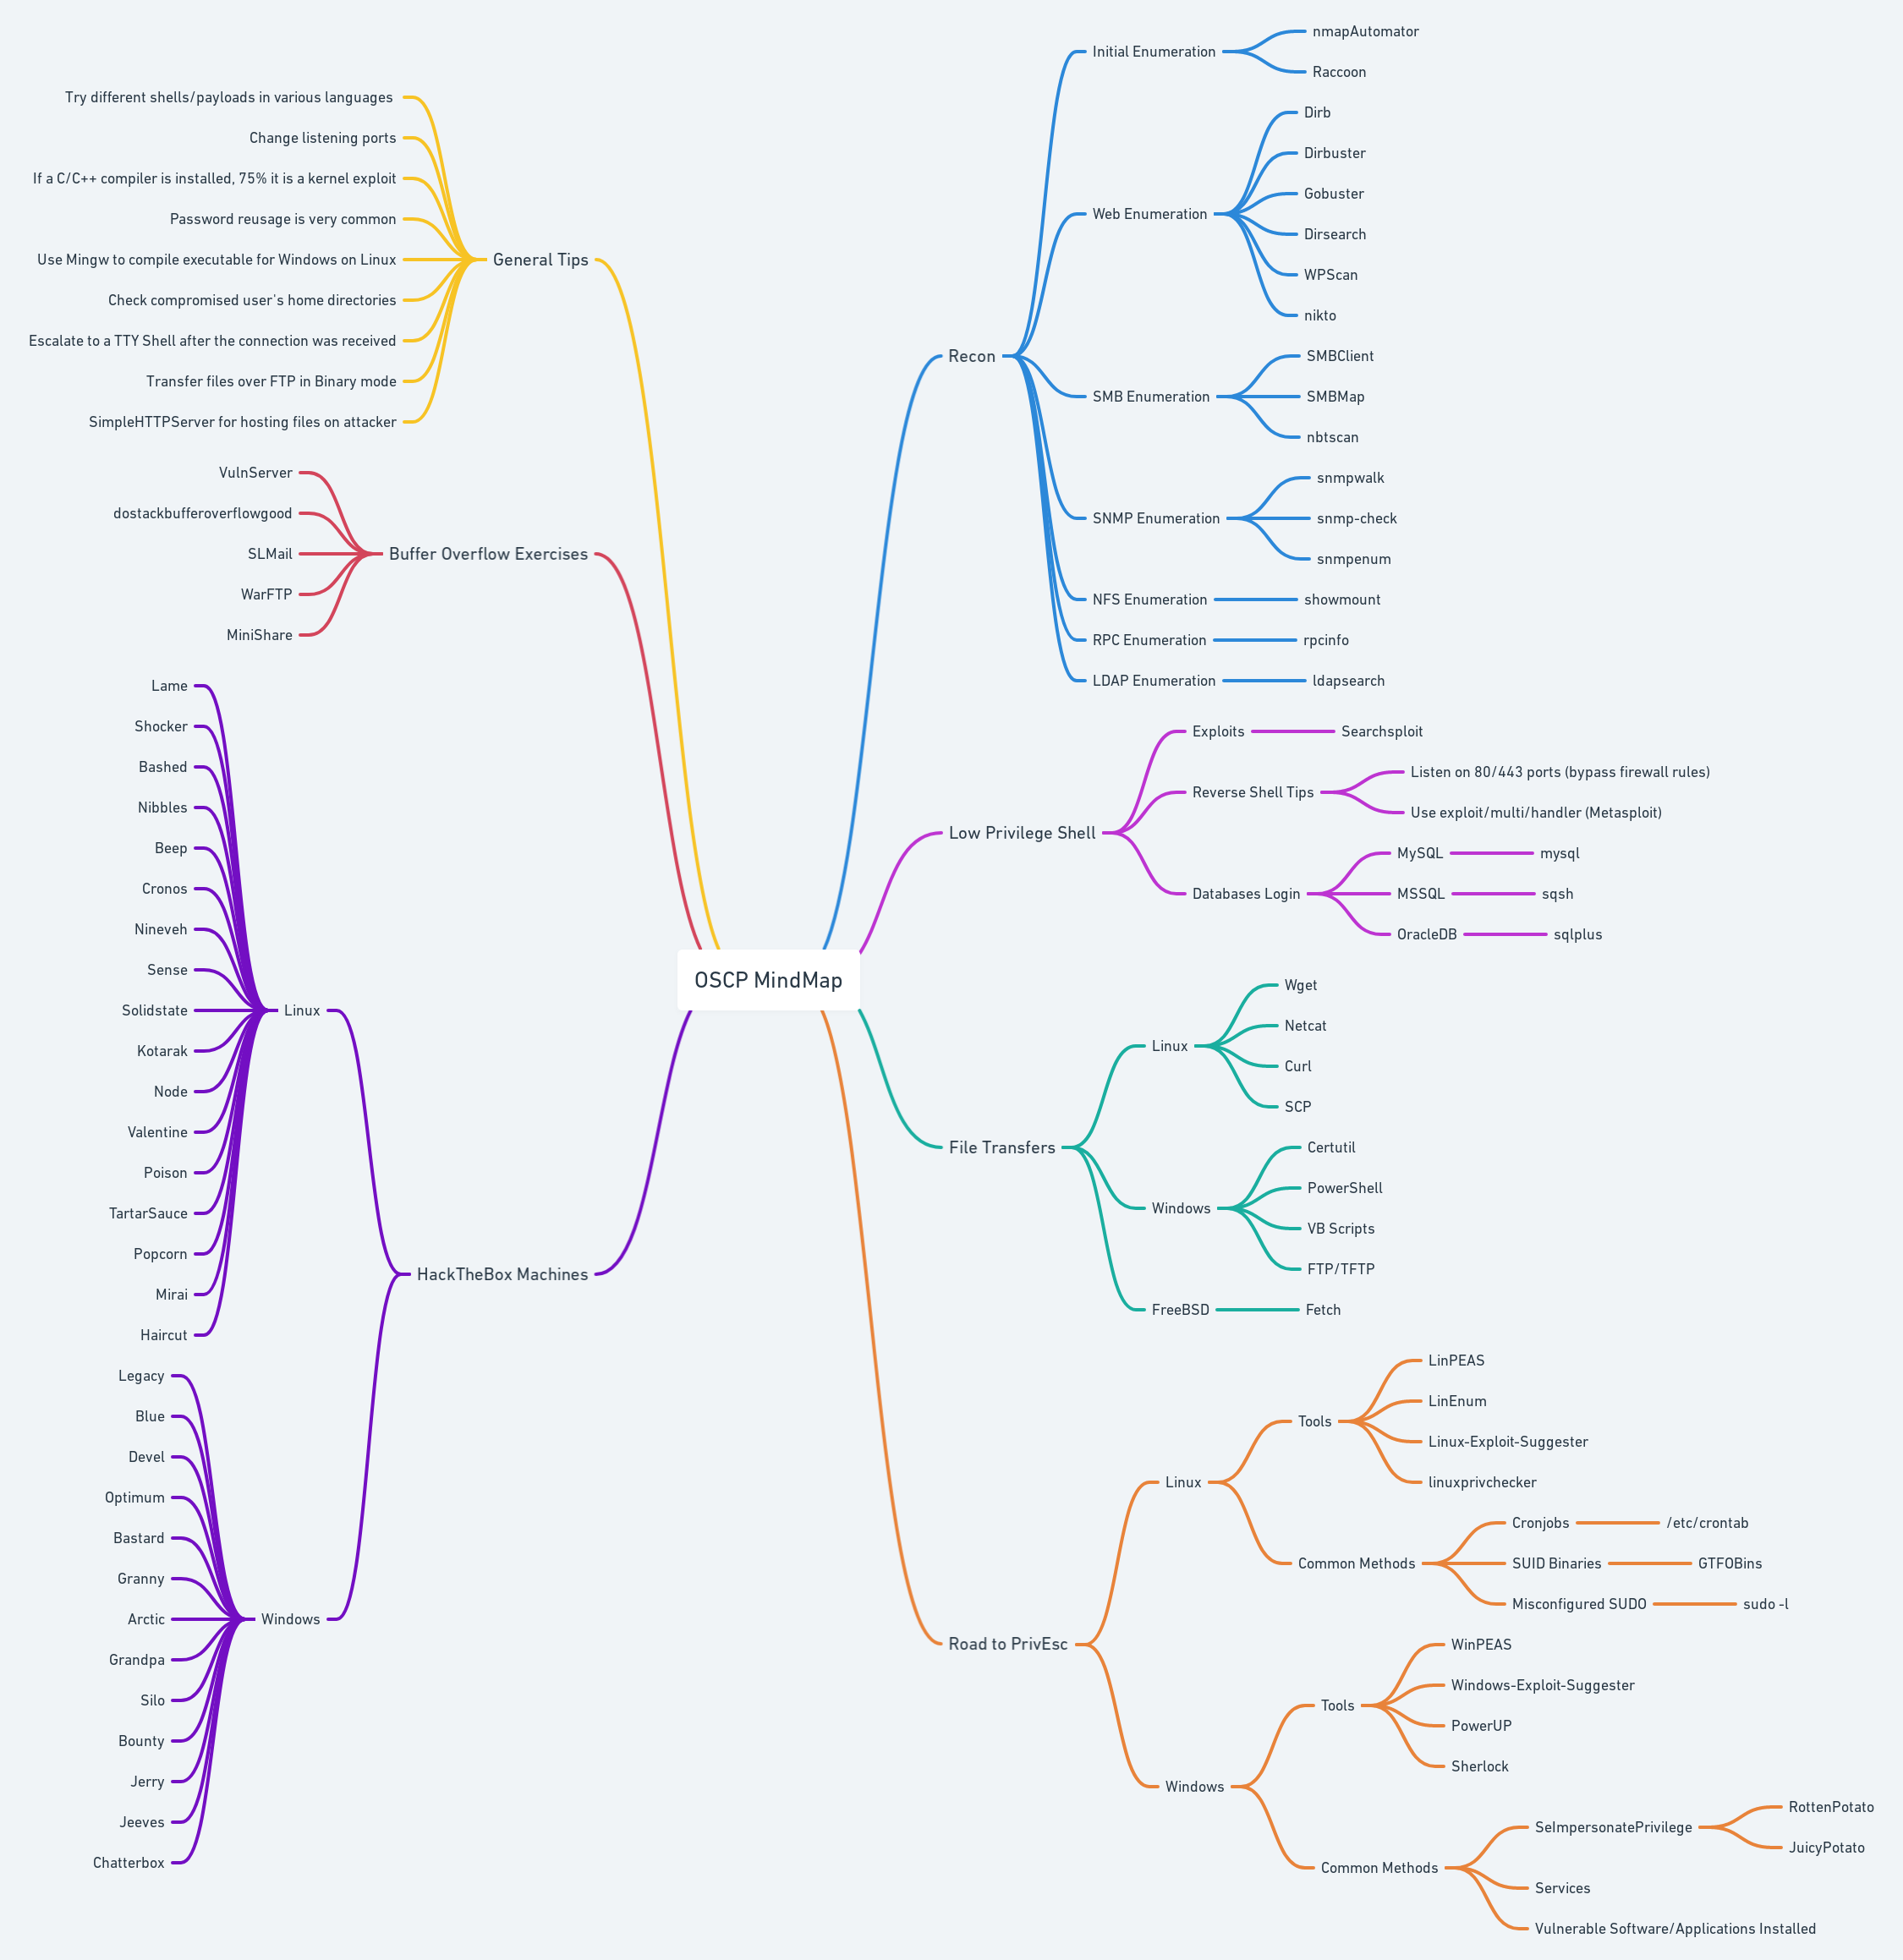 OSCP MindMap
General Tips
Try different shells/payloads in various languages
Change listening ports
If a C/C++ compiler is installed, 75% it is a kernel exploit
Password reusage is very common
Use Mingw to compile executable for Windows on Linux
Check compromised user's home directories
Escalate to a TTY Shell after the connection was received
Transfer files over FTP in Binary mode
SimpleHTTPServer for hosting files on attacker
Buffer Overflow Exercises
VulnServer
dostackbufferoverflowgood
SLMail
WarFTP
MiniShare
HackTheBox Machines
Linux
Lame
Shocker
Bashed
Nibbles
Beep
Cronos
Nineveh
Sense
Solidstate
Kotarak
Node
Valentine
Poison
TartarSauce
Popcorn
Mirai
Haircut
Windows
Legacy
Blue
Devel
Optimum
Bastard
Granny
Arctic
Grandpa
Silo
Bounty
Jerry
Jeeves
Chatterbox
Recon
Initial Enumeration
nmapAutomator
Raccoon
Web Enumeration
Dirb
Dirbuster
Gobuster
Dirsearch
WPScan
nikto
SMB Enumeration
SMBClient
SMBMap
nbtscan
SNMP Enumeration
snmpwalk
snmp-check
snmpenum
NFS Enumeration
showmount
RPC Enumeration
rpcinfo
LDAP Enumeration
ldapsearch
Low Privilege Shell
Exploits
Searchsploit
Reverse Shell Tips
Listen on 80/443 ports (bypass firewall rules)
Use exploit/multi/handler (Metasploit)
Databases Login
MySQL
mysql
MSSQL
sqsh
OracleDB
sqlplus
File Transfers
Linux
Wget
Netcat
Curl
SCP
Windows
Certutil
PowerShell
VB Scripts
FTP/TFTP
FreeBSD
Fetch
Road to PrivEsc
Linux
Tools
LinPEAS
LinEnum
Linux-Exploit-Suggester
linuxprivchecker
Common Methods
Cronjobs
/etc/crontab
SUID Binaries
GTFOBins
Misconfigured SUDO
sudo -l
Windows
Tools
WinPEAS
Windows-Exploit-Suggester
PowerUP
Sherlock
Common Methods
SeImpersonatePrivilege
RottenPotato
JuicyPotato
Services
Vulnerable Software/Applications Installed